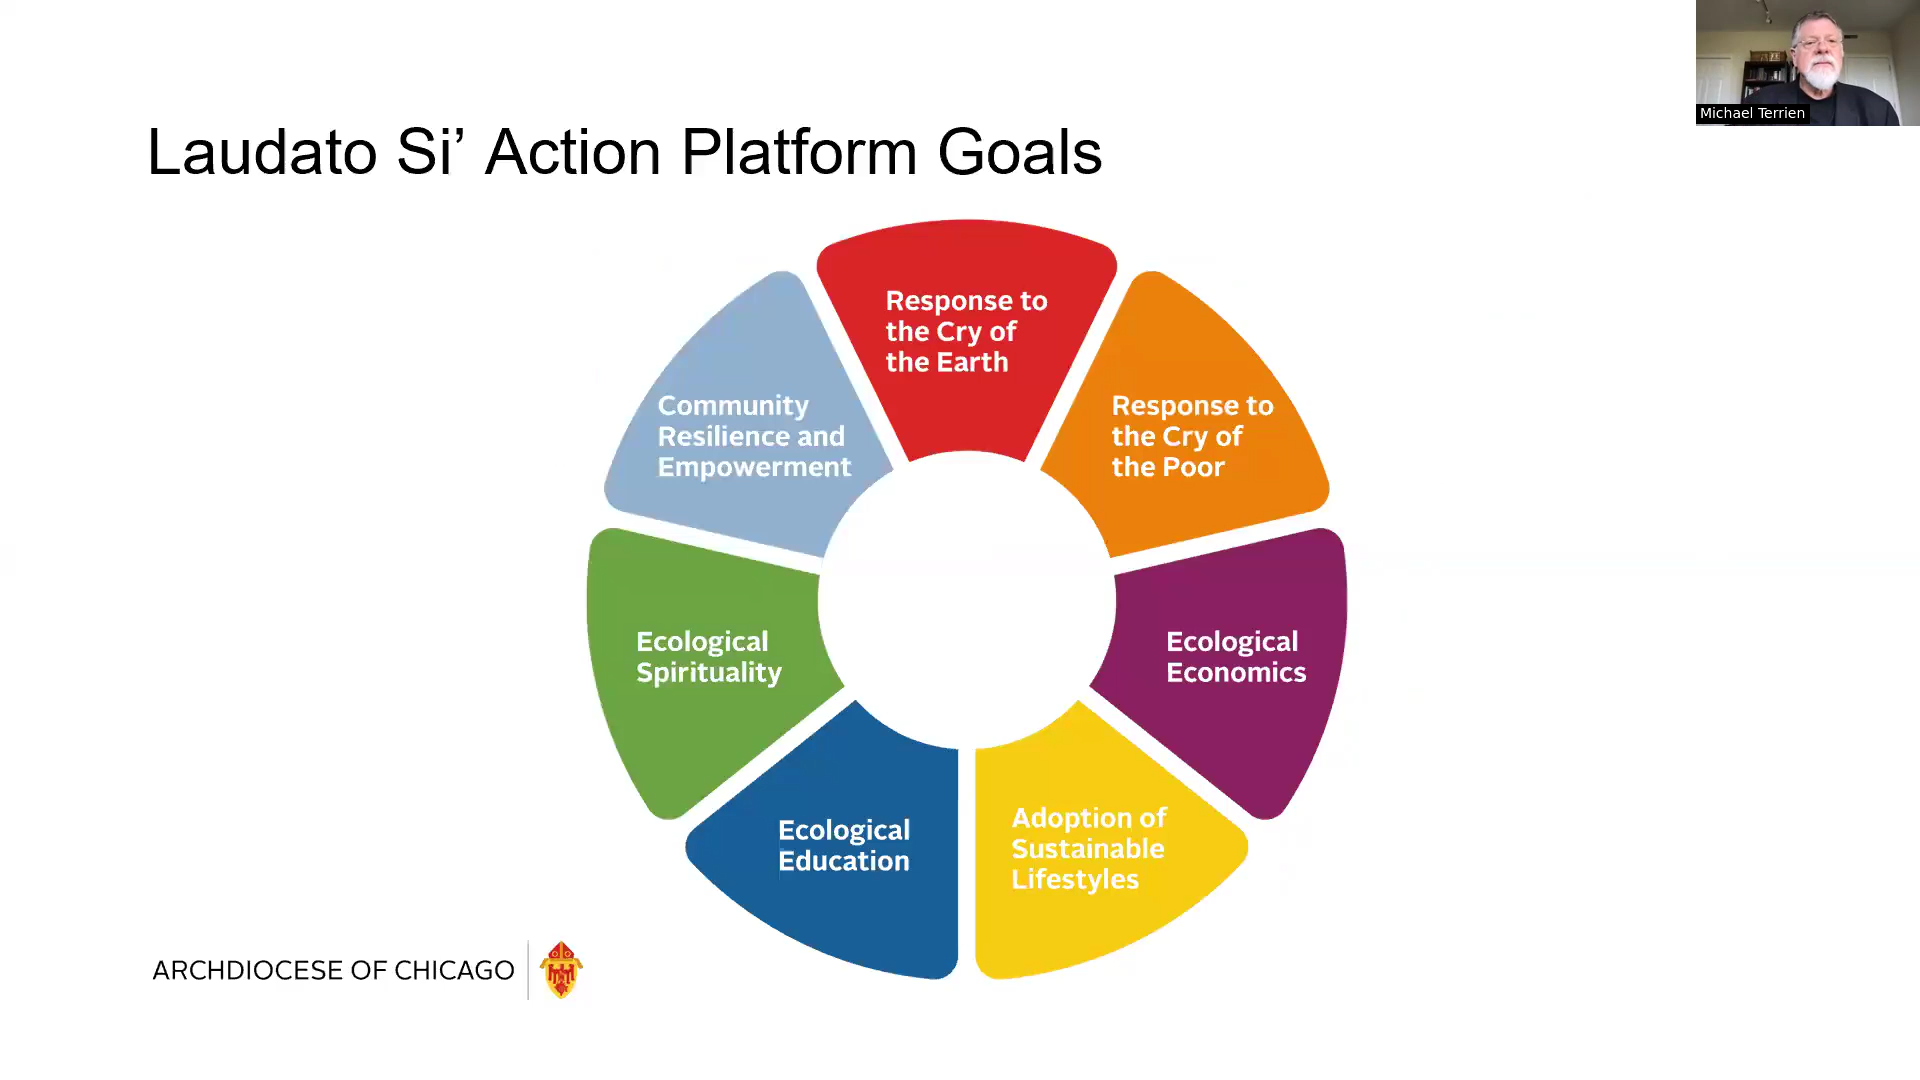 Michael Terrien
Laudato Si’ Action Platform Goals
Response to
the Cry of
the Earth
Response to
the Cry of
the Poor
Ecological
Economics
Adoption of
Sustainable
Lifestyles
Ecological
Education
Ecological
Spirituality
Community
Resilience and
Empowerment
ARCHDIOCESE OF CHICAGO